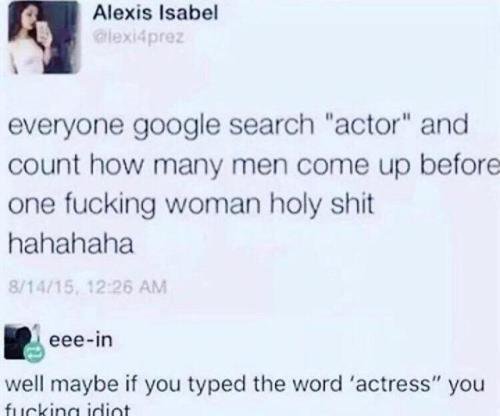 Alexis Isabel
@lexi4prez
everyone google search "actor" and
count how many men come up before
one fucking woman holy shit
hahahaha
8/14/15, 12:26 AM
eee-in
well maybe if you typed the word 'actress" you
fucking idiot